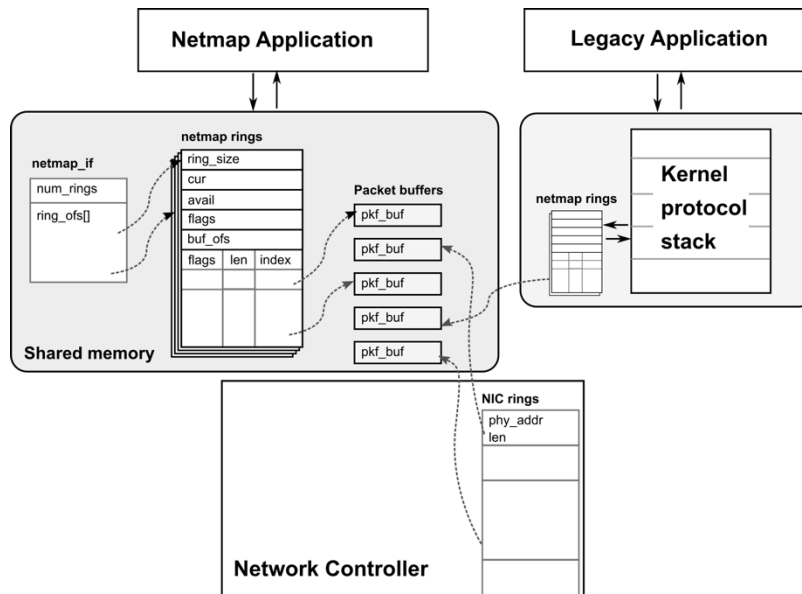 Netmap Application
Legacy Application
netmap rings
netmap_if
num_rings
ring_ofs[]
ring_size
cur
avail
flags
buf_ofs
flags len index
Packet buffers
pkf_buf
pkf_buf
pkf_buf
pkf_buf
pkf_buf
Shared memory
netmap rings
Kernel
protocol
stack
NIC rings
phy_addr
len
Network Controller